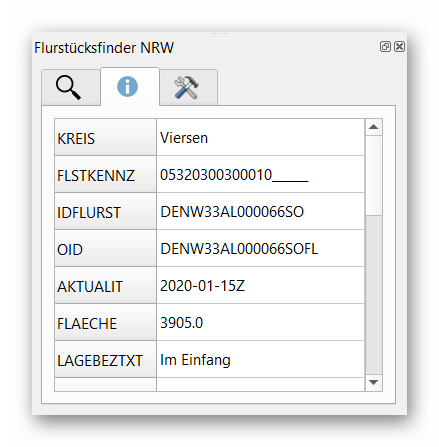 Flurstücksfinder NRW
KREIS Viersen
FLSTKENNZ 05320300300010______
IDFLURST DENW33AL000066SO
OID DENW33AL000066SOFL
AKTUALIT 2020-01-15Z
FLAECHE 3905.0
LAGEBEZTXT Im Einfang